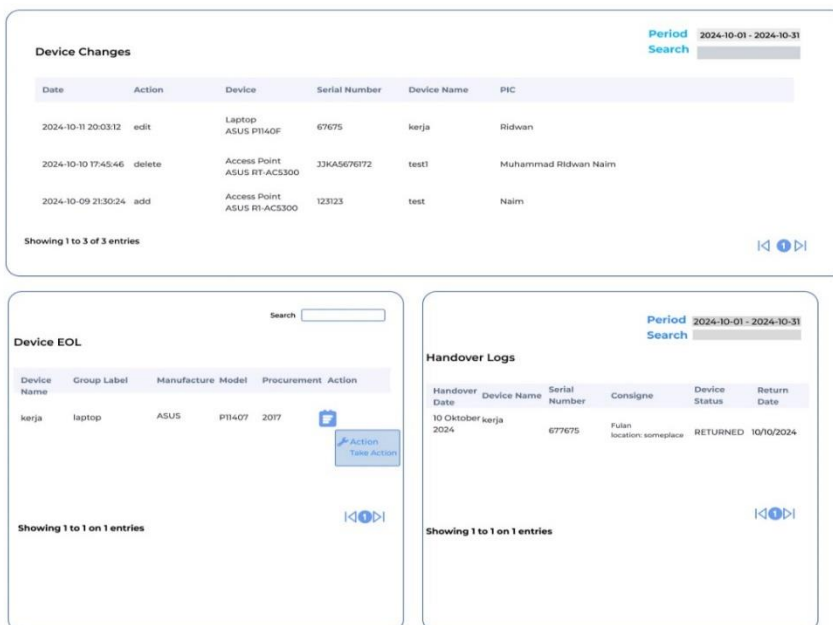 Period 2024-10-01 - 2024-10-31
Search
Device Changes
Date Action Device Serial Number Device Name PIC
2024-10-11 20:03:12 edit Laptop ASUS P1140F 67675 kerja Ridwan
2024-10-10 17:45:46 delete Access Point ASUS RT-AC5300 JJKA5676172 test1 Muhammad Ridwan Naim
2024-10-09 21:30:24 add Access Point ASUS R1-AC5300 123123 test Naim
Showing 1 to 3 of 3 entries
1
Search
Device EOL
Device Name Group Label Manufacture Model Procurement Action
kerja laptop ASUS P11407 2017
Action
Take Action
1
Showing 1 to 1 on 1 entries
Period 2024-10-01 - 2024-10-31
Search
Handover Logs
Handover Date Device Name Serial Number Consigne Device Status Return Date
10 Oktober 2024 kerja 677675 Fulan location: someplace RETURNED 10/10/2024
1
Showing 1 to 1 on 1 entries